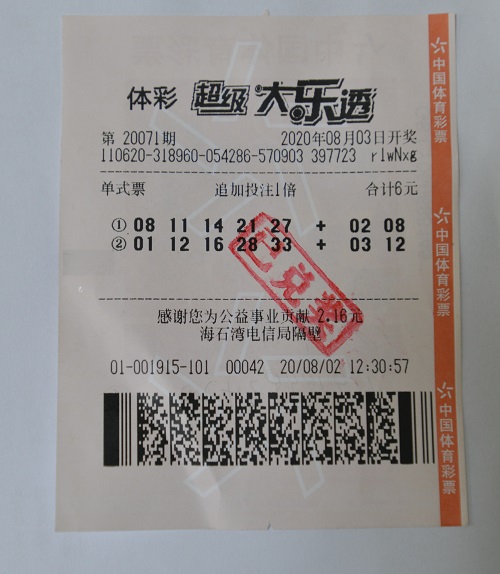 体彩 超级大乐透
第 20071期 2020年08月03日开奖
110620-318960-054286-570903 397723 rlwNxg
单式票 追加投注1倍 合计6元
① 08 11 14 21 27 + 02 08
② 01 12 16 28 33 + 03 12
已兑奖
感谢您为公益事业贡献 2.16元
海石湾电信局隔壁
01-001915-101 00042 20/08/02 12:30:57
中国体育彩票
中国体育彩票
中国体育彩票